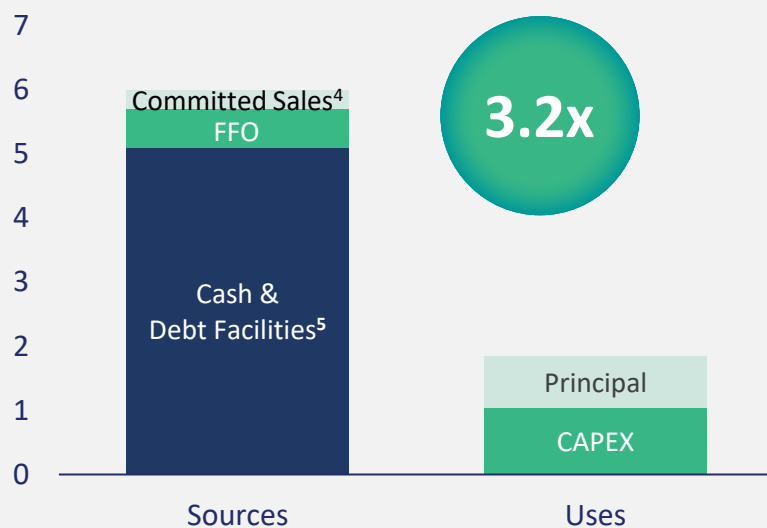 7
6
5
4
3
2
1
0
Committed Sales⁴
FFO
Cash &
Debt Facilities⁵
3.2x
Principal
CAPEX
Sources
Uses